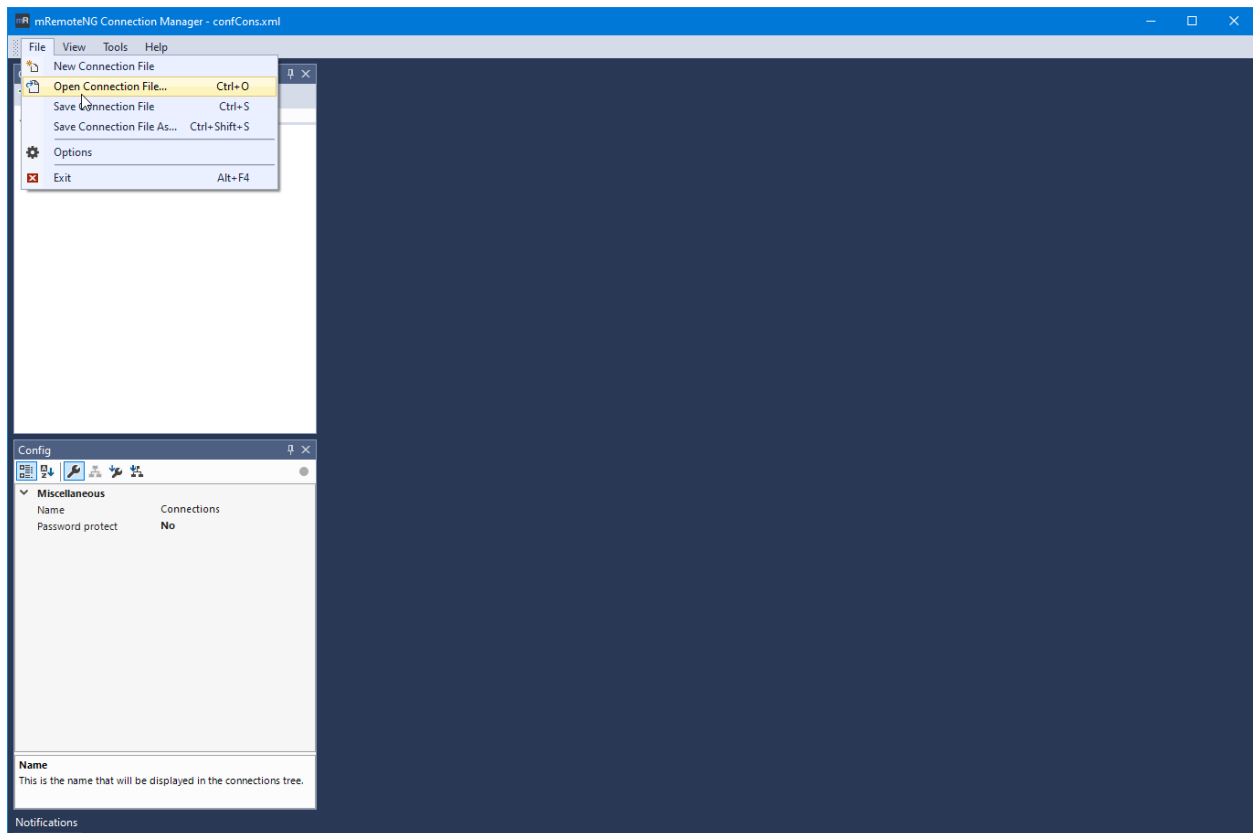 mR mRemoteNG Connection Manager - confCons.xml
File View Tools Help
New Connection File
Open Connection File... Ctrl+O
Save Connection File Ctrl+S
Save Connection File As... Ctrl+Shift+S
Options
Exit Alt+F4
Config
Miscellaneous
Name Connections
Password protect No
Name
This is the name that will be displayed in the connections tree.
Notifications